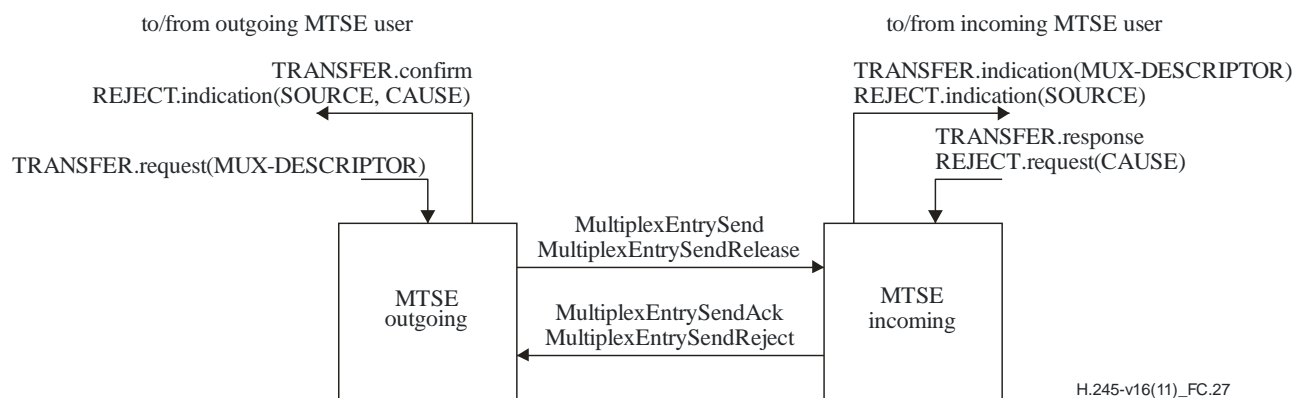 to/from outgoing MTSE user
to/from incoming MTSE user
TRANSFER.confirm
REJECT.indication(SOURCE, CAUSE)
TRANSFER.request(MUX-DESCRIPTOR)
TRANSFER.indication(MUX-DESCRIPTOR)
REJECT.indication(SOURCE)
TRANSFER.response
REJECT.request(CAUSE)
MultiplexEntrySend
MultiplexEntrySendRelease
MTSE
outgoing
MultiplexEntrySendAck
MultiplexEntrySendReject
MTSE
incoming
H.245-v16(11)_FC.27